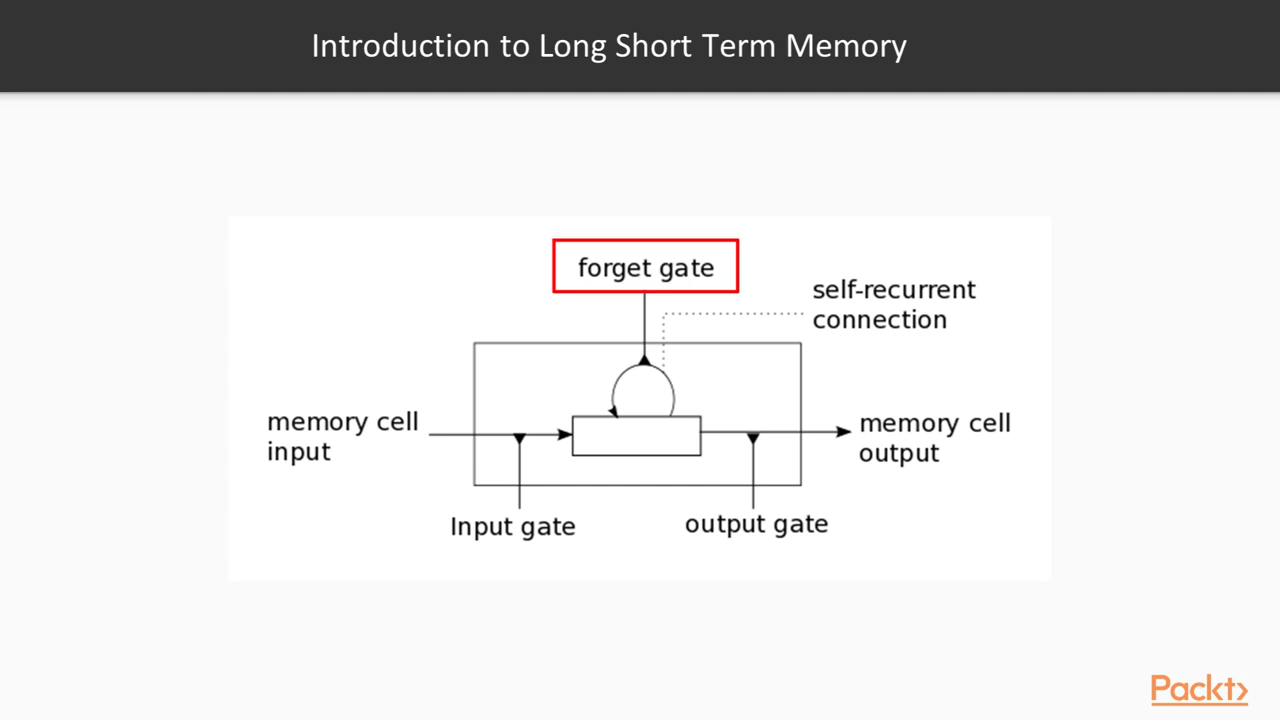 Introduction to Long Short Term Memory
forget gate
self-recurrent
connection
memory cell
input
memory cell
output
Input gate
output gate
Packt>